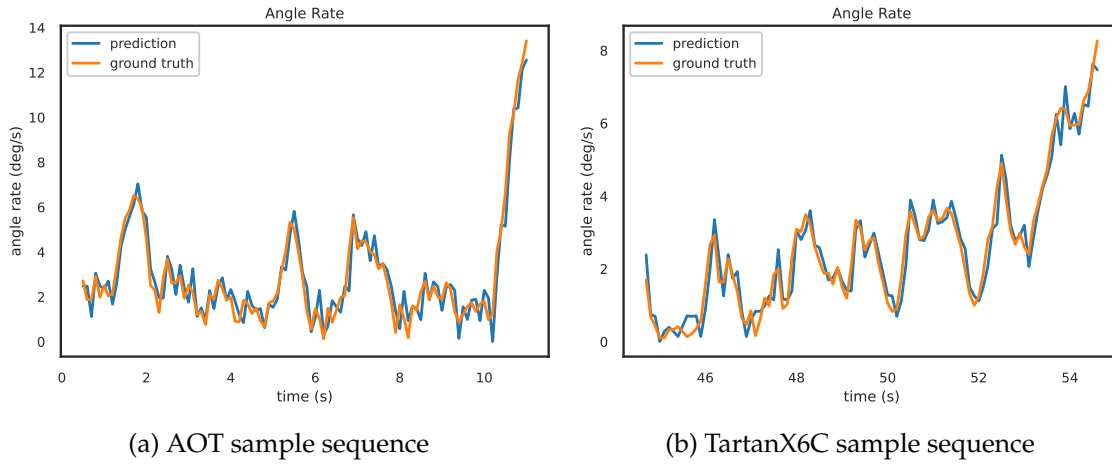 Angle Rate
prediction
ground truth
14
12
10
8
6
4
2
0
angle rate (deg/s)
0 2 4 6 8 10
time (s)
(a) AOT sample sequence
Angle Rate
prediction
ground truth
8
6
4
2
0
angle rate (deg/s)
46 48 50 52 54
time (s)
(b) TartanX6C sample sequence